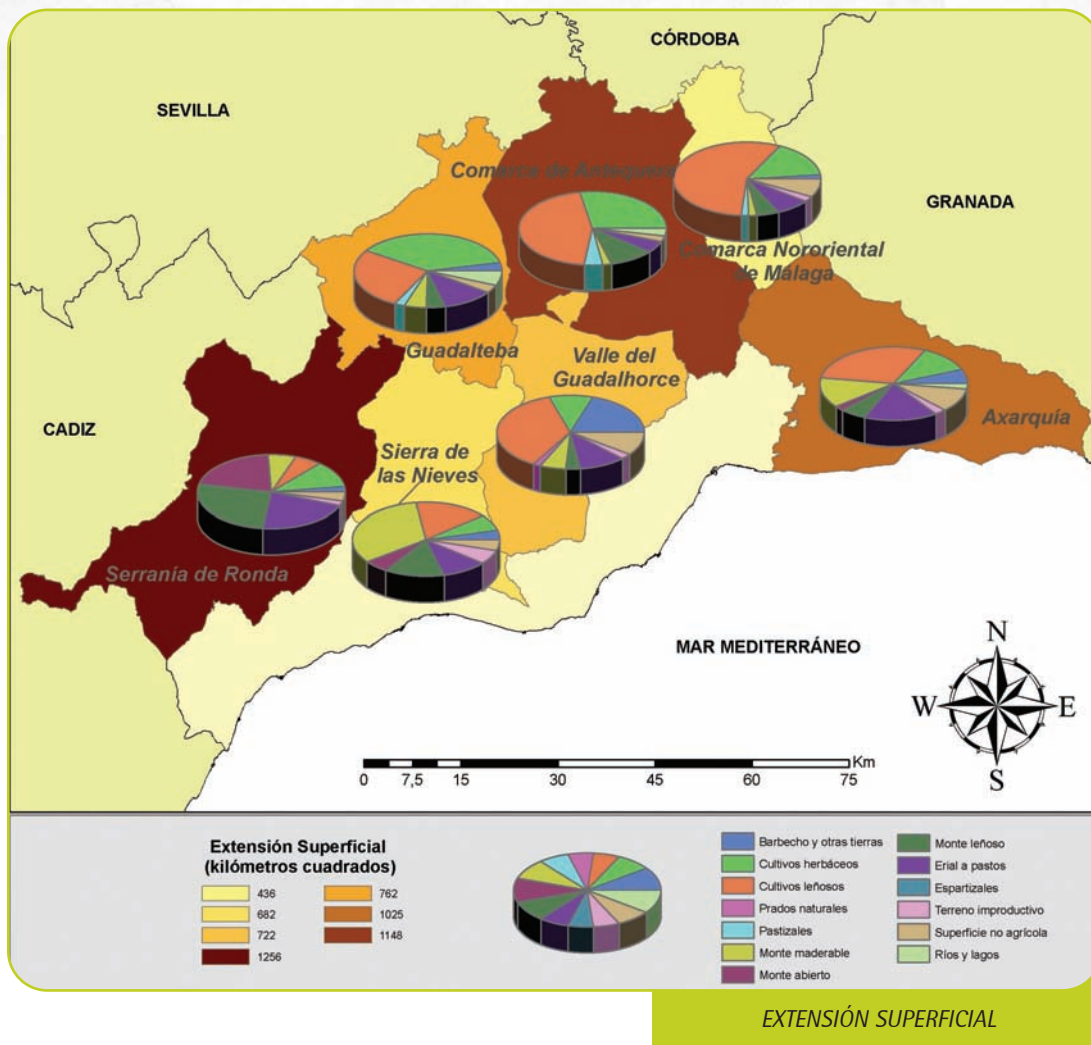 CÓRDOBA
SEVILLA
Comarca de Antequera
GRANADA
Comarca Nororiental
de Málaga
Guadalteba
Valle del
Guadalhorce
CADIZ
Axarquía
Sierra de
las Nieves
Serranía de Ronda
MAR MEDITERRÁNEO
N
W
E
S
Km
0 7,5 15 30 45 60 75
Extensión Superficial
(kilómetros cuadrados)
436
682
722
1256
762
1025
1148
Barbecho y otras tierras
Cultivos herbáceos
Cultivos leñosos
Prados naturales
Pastizales
Monte maderable
Monte abierto
Monte leñoso
Erial a pastos
Espartizales
Terreno improductivo
Superficie no agrícola
Ríos y lagos
EXTENSIÓN SUPERFICIAL